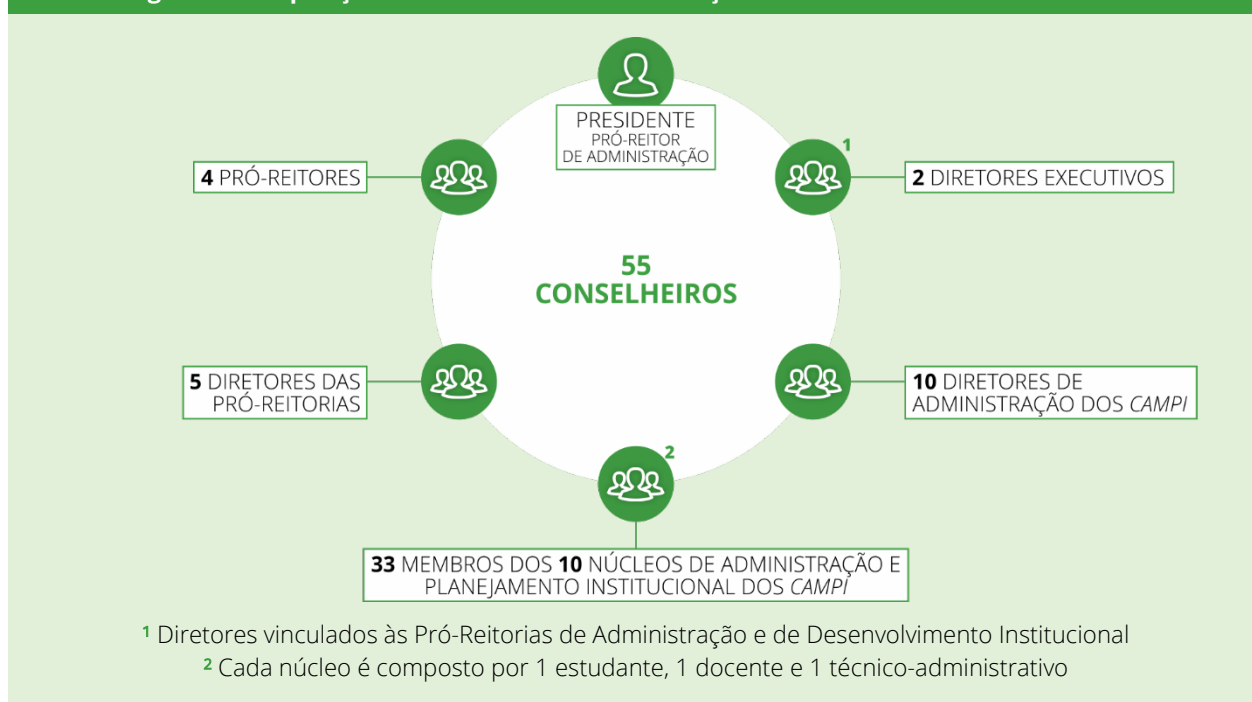 PRESIDENTE
PRÓ-REITOR
DE ADMINISTRAÇÃO
1
4 PRÓ-REITORES
2 DIRETORES EXECUTIVOS
55
CONSELHEIROS
5 DIRETORES DAS
PRÓ-REITORIAS
10 DIRETORES DE
ADMINISTRAÇÃO DOS CAMPI
2
33 MEMBROS DOS 10 NÚCLEOS DE ADMINISTRAÇÃO E
PLANEJAMENTO INSTITUCIONAL DOS CAMPI
1 Diretores vinculados às Pró-Reitorias de Administração e de Desenvolvimento Institucional
2 Cada núcleo é composto por 1 estudante, 1 docente e 1 técnico-administrativo